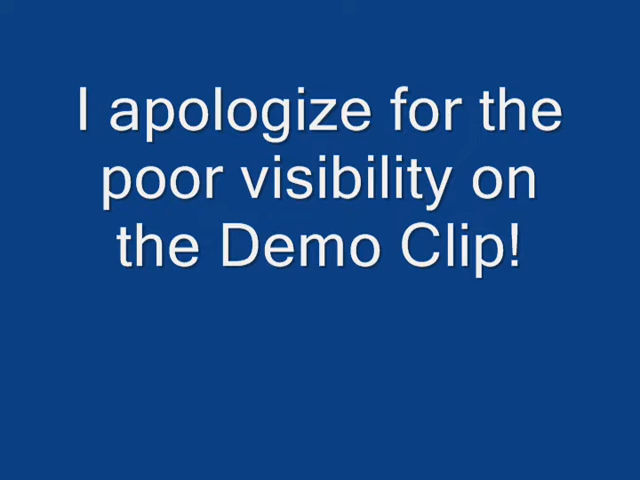 I apologize for the
poor visibility on
the Demo Clip!